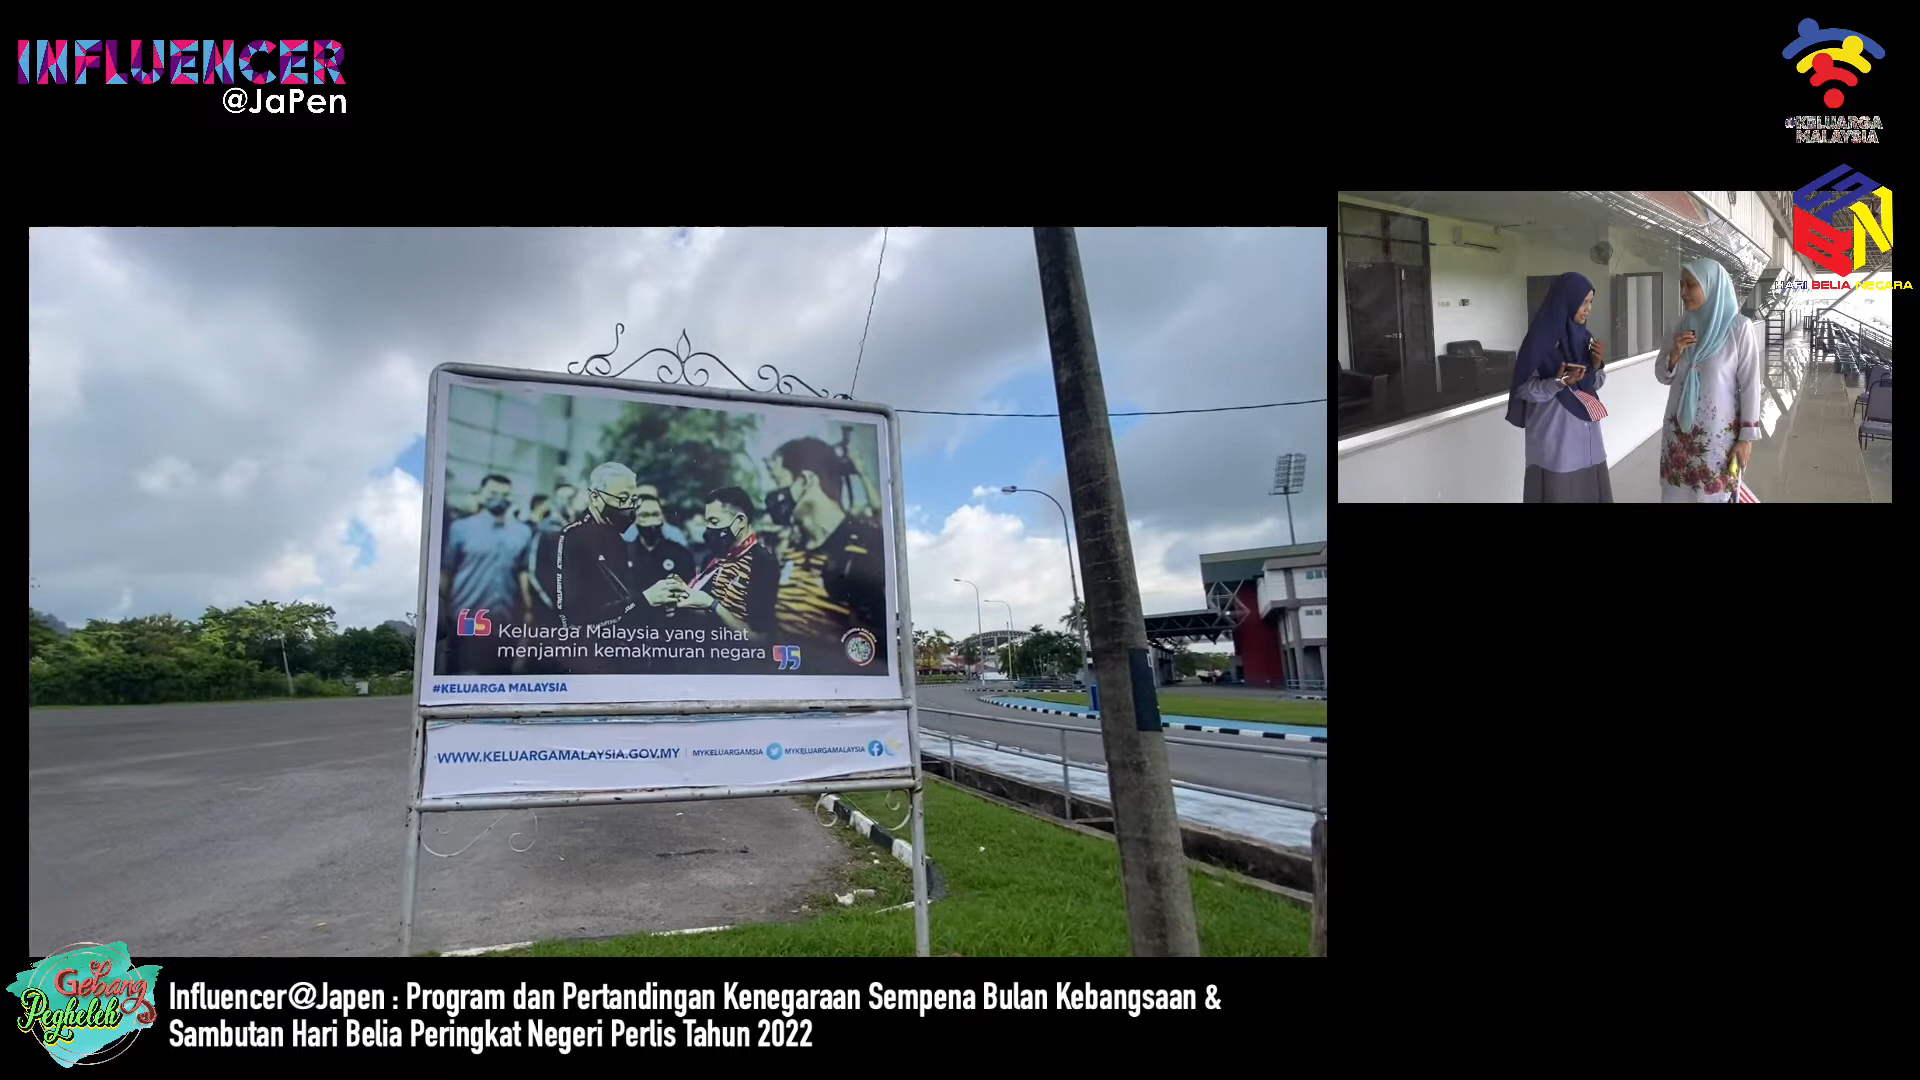 INFLUENCER
@JaPen
#KELUARGA
MALAYSIA
HARI BELIA NEGARA
Keluarga Malaysia yang sihat
menjamin kemakmuran negara
#KELUARGA MALAYSIA
WWW.KELUARGAMALAYSIA.GOV.MY | MYKELUARGAMSIA MYKELUARGAMALAYSIA
Gebang
Pegheleh
Influencer@Japen : Program dan Pertandingan Kenegaraan Sempena Bulan Kebangsaan &
Sambutan Hari Belia Peringkat Negeri Perlis Tahun 2022